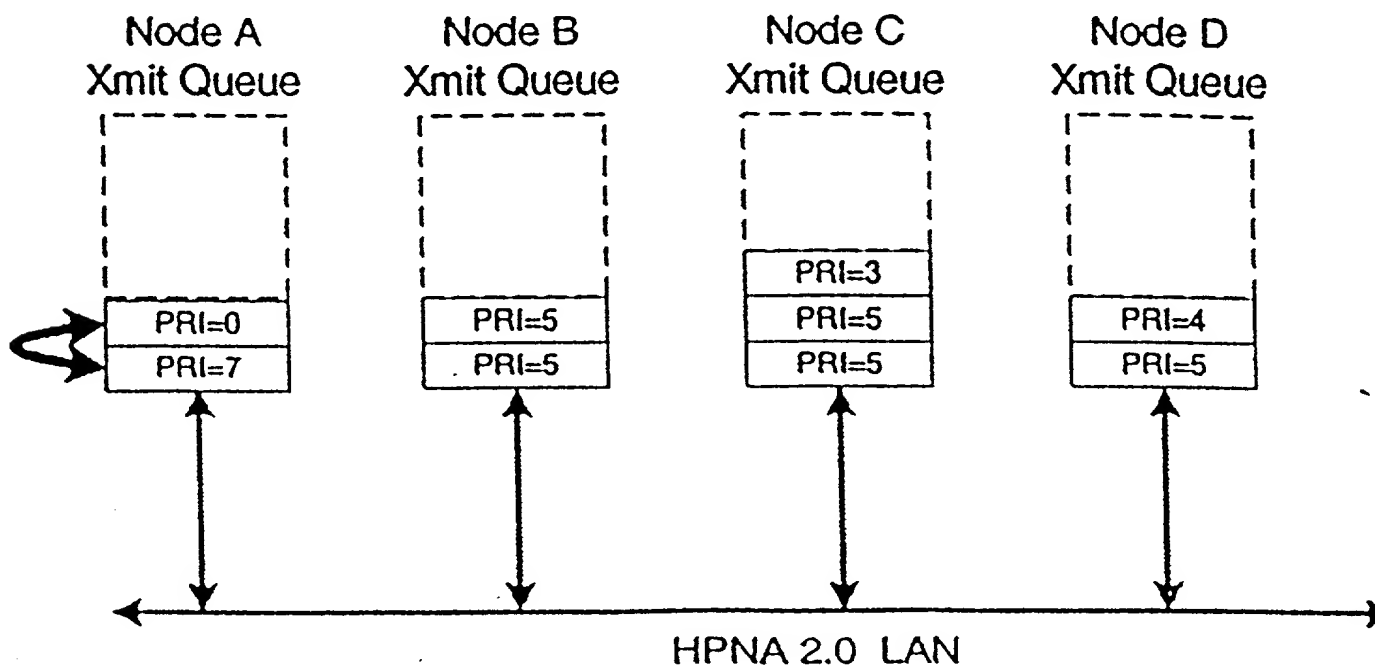 Node A
Xmit Queue
Node B
Xmit Queue
Node C
Xmit Queue
Node D
Xmit Queue
PRI=0
PRI=7
PRI=5
PRI=5
PRI=3
PRI=5
PRI=5
PRI=4
PRI=5
HPNA 2.0 LAN